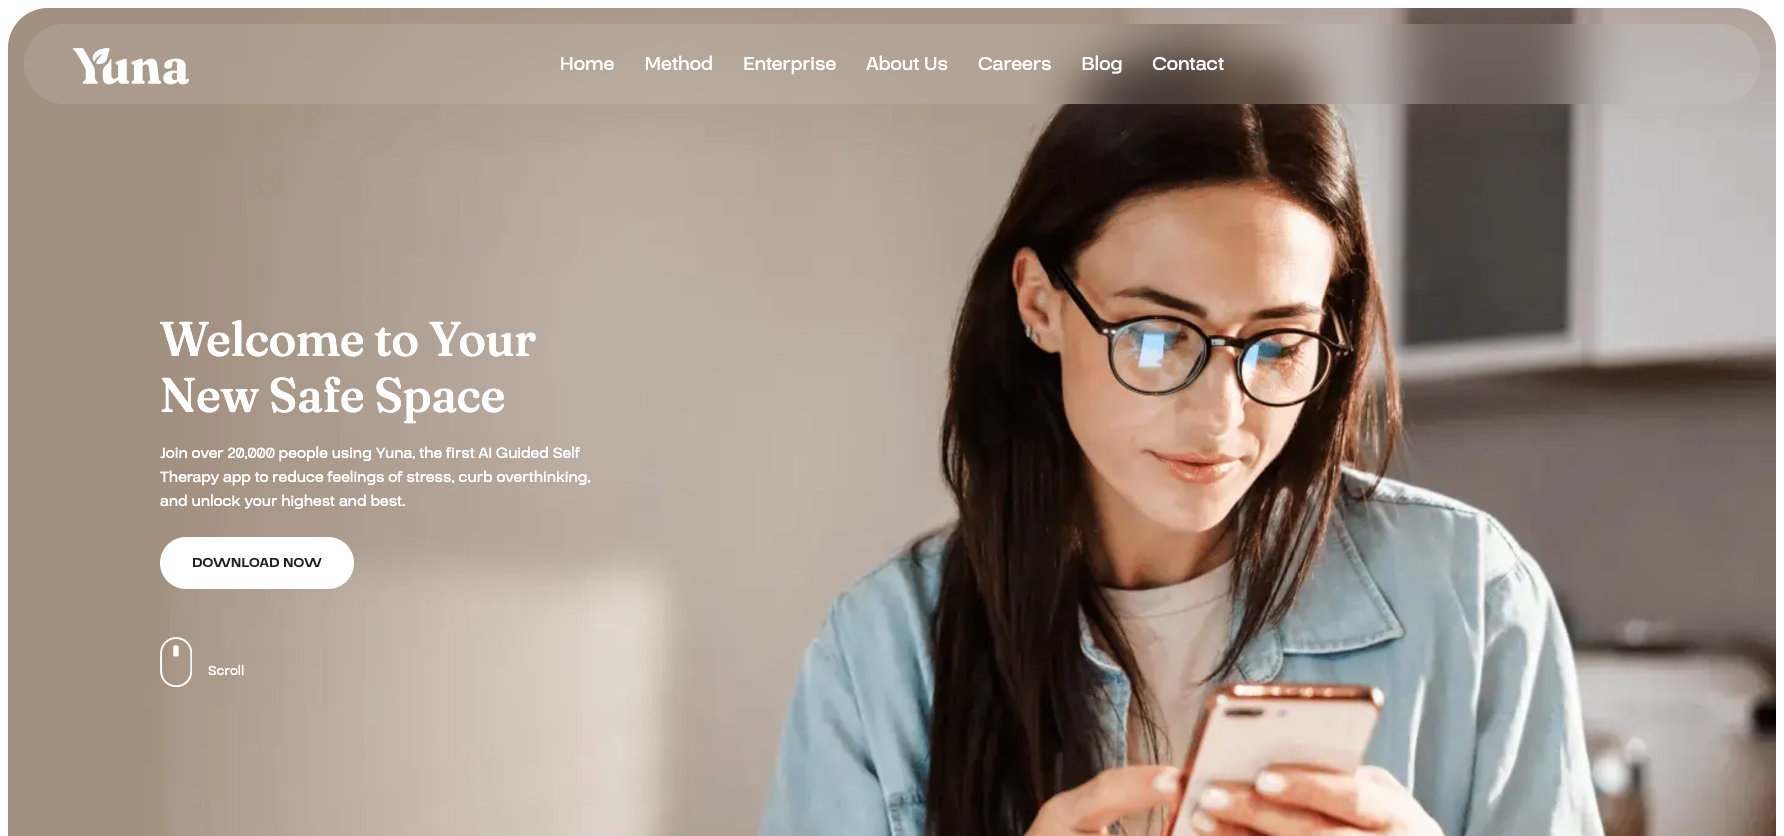 Yuna
Home Method Enterprise About Us Careers Blog Contact
Welcome to Your
New Safe Space
Join over 20,000 people using Yuna, the first AI Guided Self
Therapy app to reduce feelings of stress, curb overthinking,
and unlock your highest and best.
DOWNLOAD NOW
Scroll